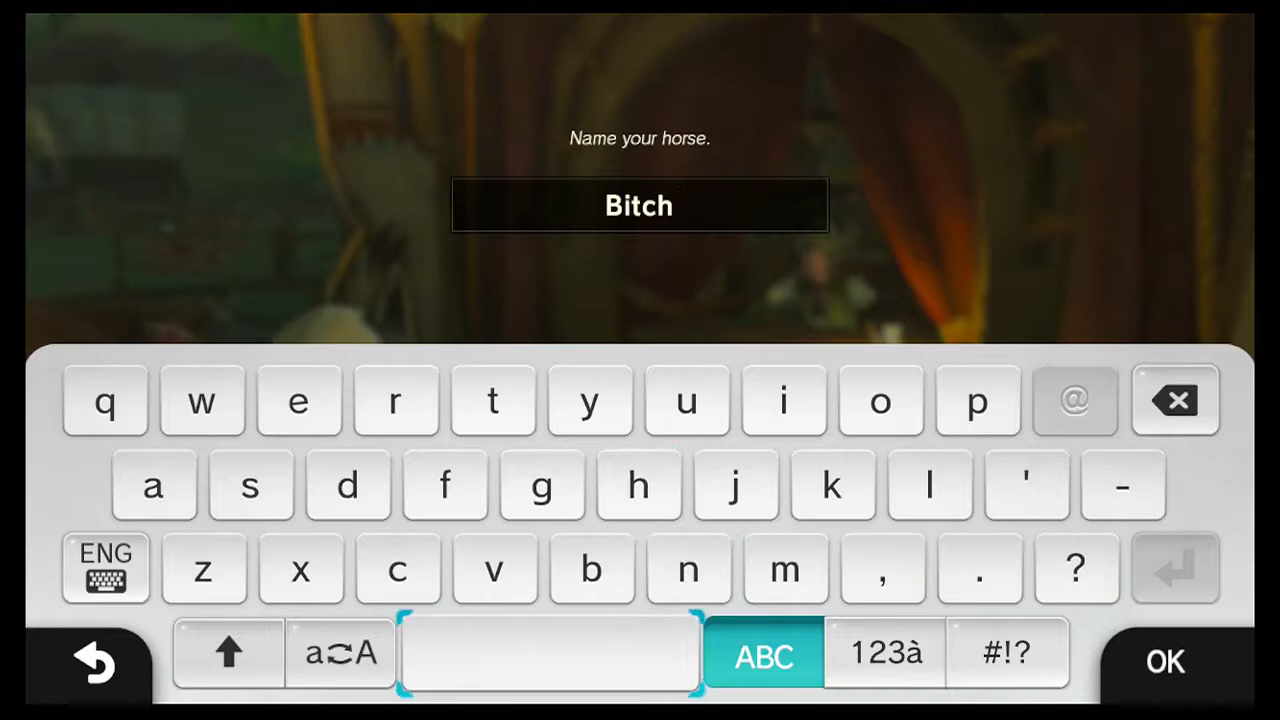 Name your horse.
Bitch
q w e r t y u i o p @
a s d f g h j k l ' -
ENG z x c v b n m , . ?
a A ABC 123à #!?
OK